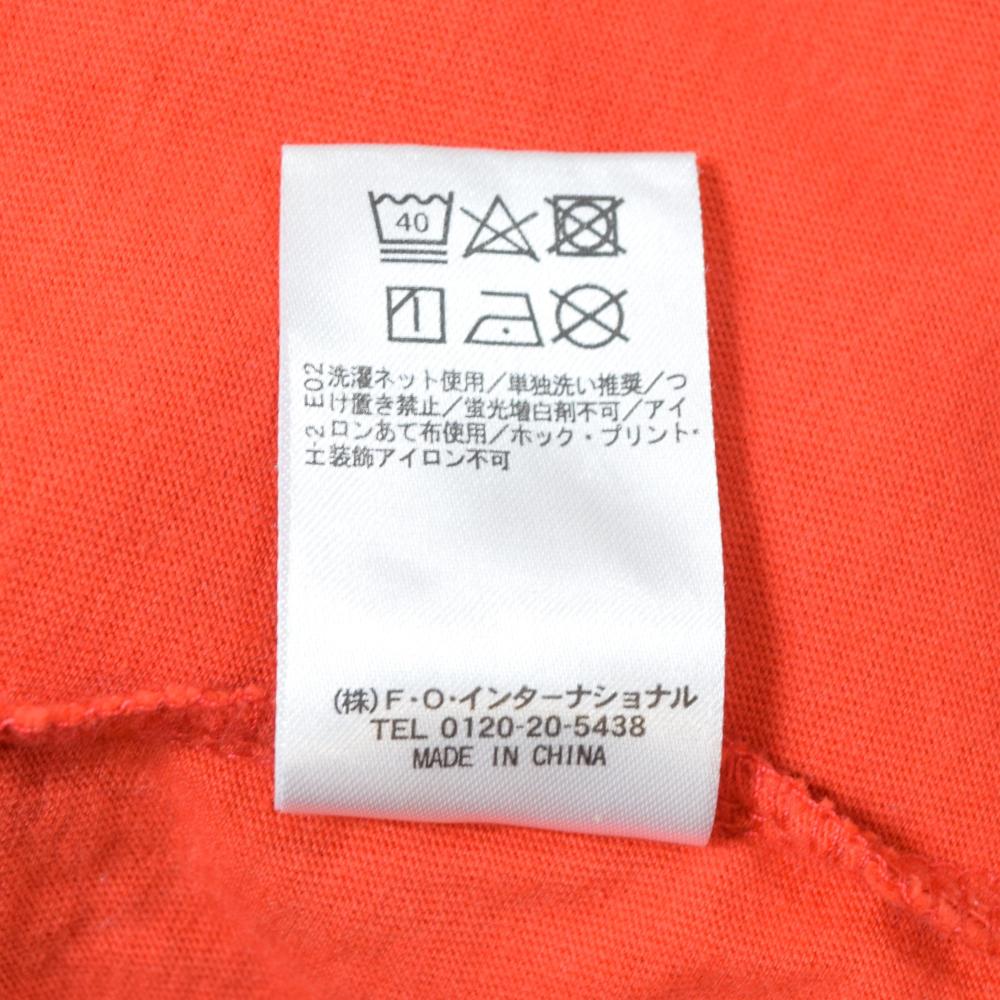 40
洗濯ネット使用/単独洗い推奨/つ
け置き禁止/蛍光増白剤不可/アイ
ロンあて布使用/ホック・プリント・
装飾アイロン不可
H-2 E02
(株)F・O・インターナショナル
TEL 0120-20-5438
MADE IN CHINA